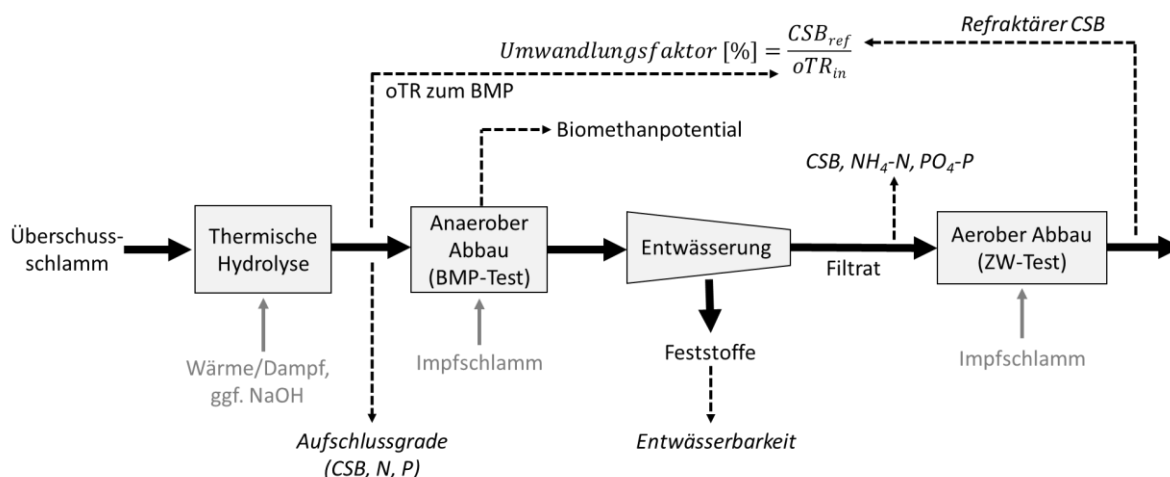 Refraktärer CSB
Umwandlungsfaktor [%] = CSB_ref / oTR_in
oTR zum BMP
Biomethanpotential
CSB, NH₄-N, PO₄-P
Überschuss-
schlamm
Thermische
Hydrolyse
Anaerober
Abbau
(BMP-Test)
Entwässerung
Filtrat
Aerober Abbau
(ZW-Test)
Wärme/Dampf,
ggf. NaOH
Impfschlamm
Feststoffe
Impfschlamm
Aufschlussgrade
(CSB, N, P)
Entwässerbarkeit